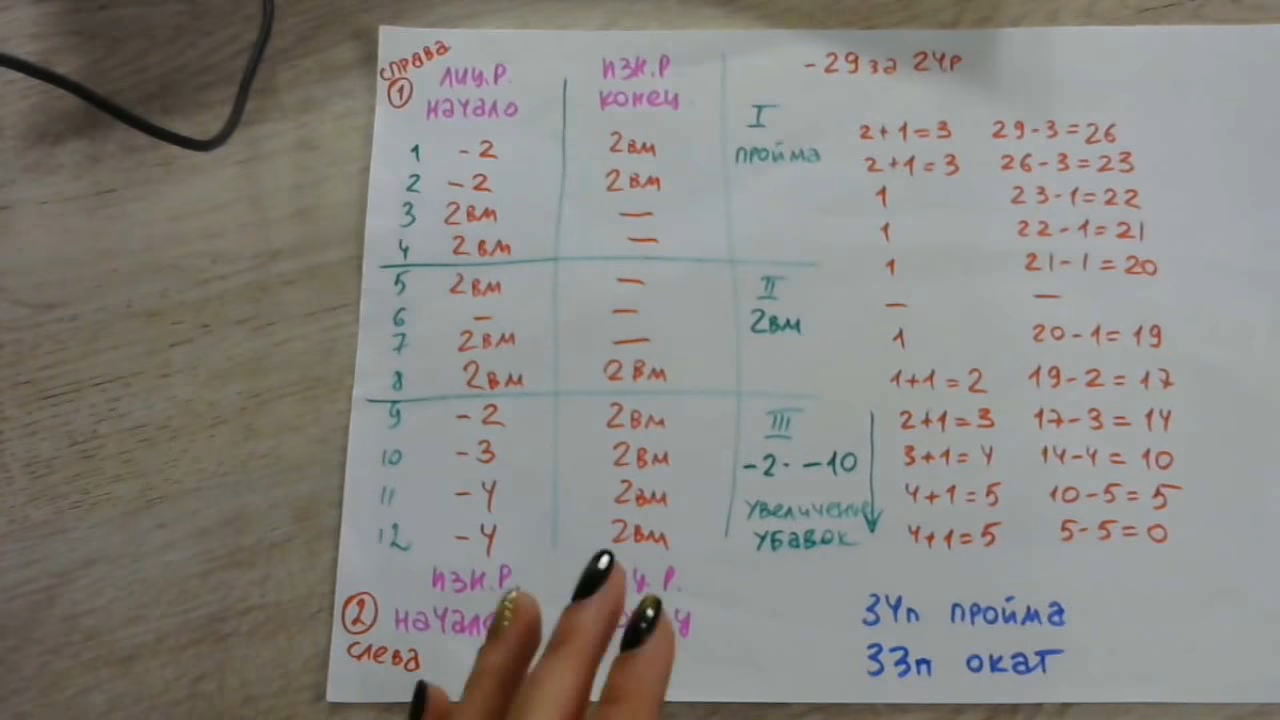 справа
①
лиц.р. изн.р
начало конец
-29 за 24р
I
пройма
1 -2 2вм 2+1=3 29-3=26
2 -2 2вм 2+1=3 26-3=23
3 2вм — 1 23-1=22
4 2вм — 1 22-1=21
5 2вм — II 1 21-1=20
6 — — 2вм — —
7 2вм — 1 20-1=19
8 2вм 2вм 1+1=2 19-2=17
9 -2 2вм III 2+1=3 17-3=14
10 -3 2вм -2· -10 3+1=4 14-4=10
11 -4 2вм увеличение 4+1=5 10-5=5
12 -4 2вм убавок 4+1=5 5-5=0
изн.р. р.
② начало
слева
34п пройма
33п окат